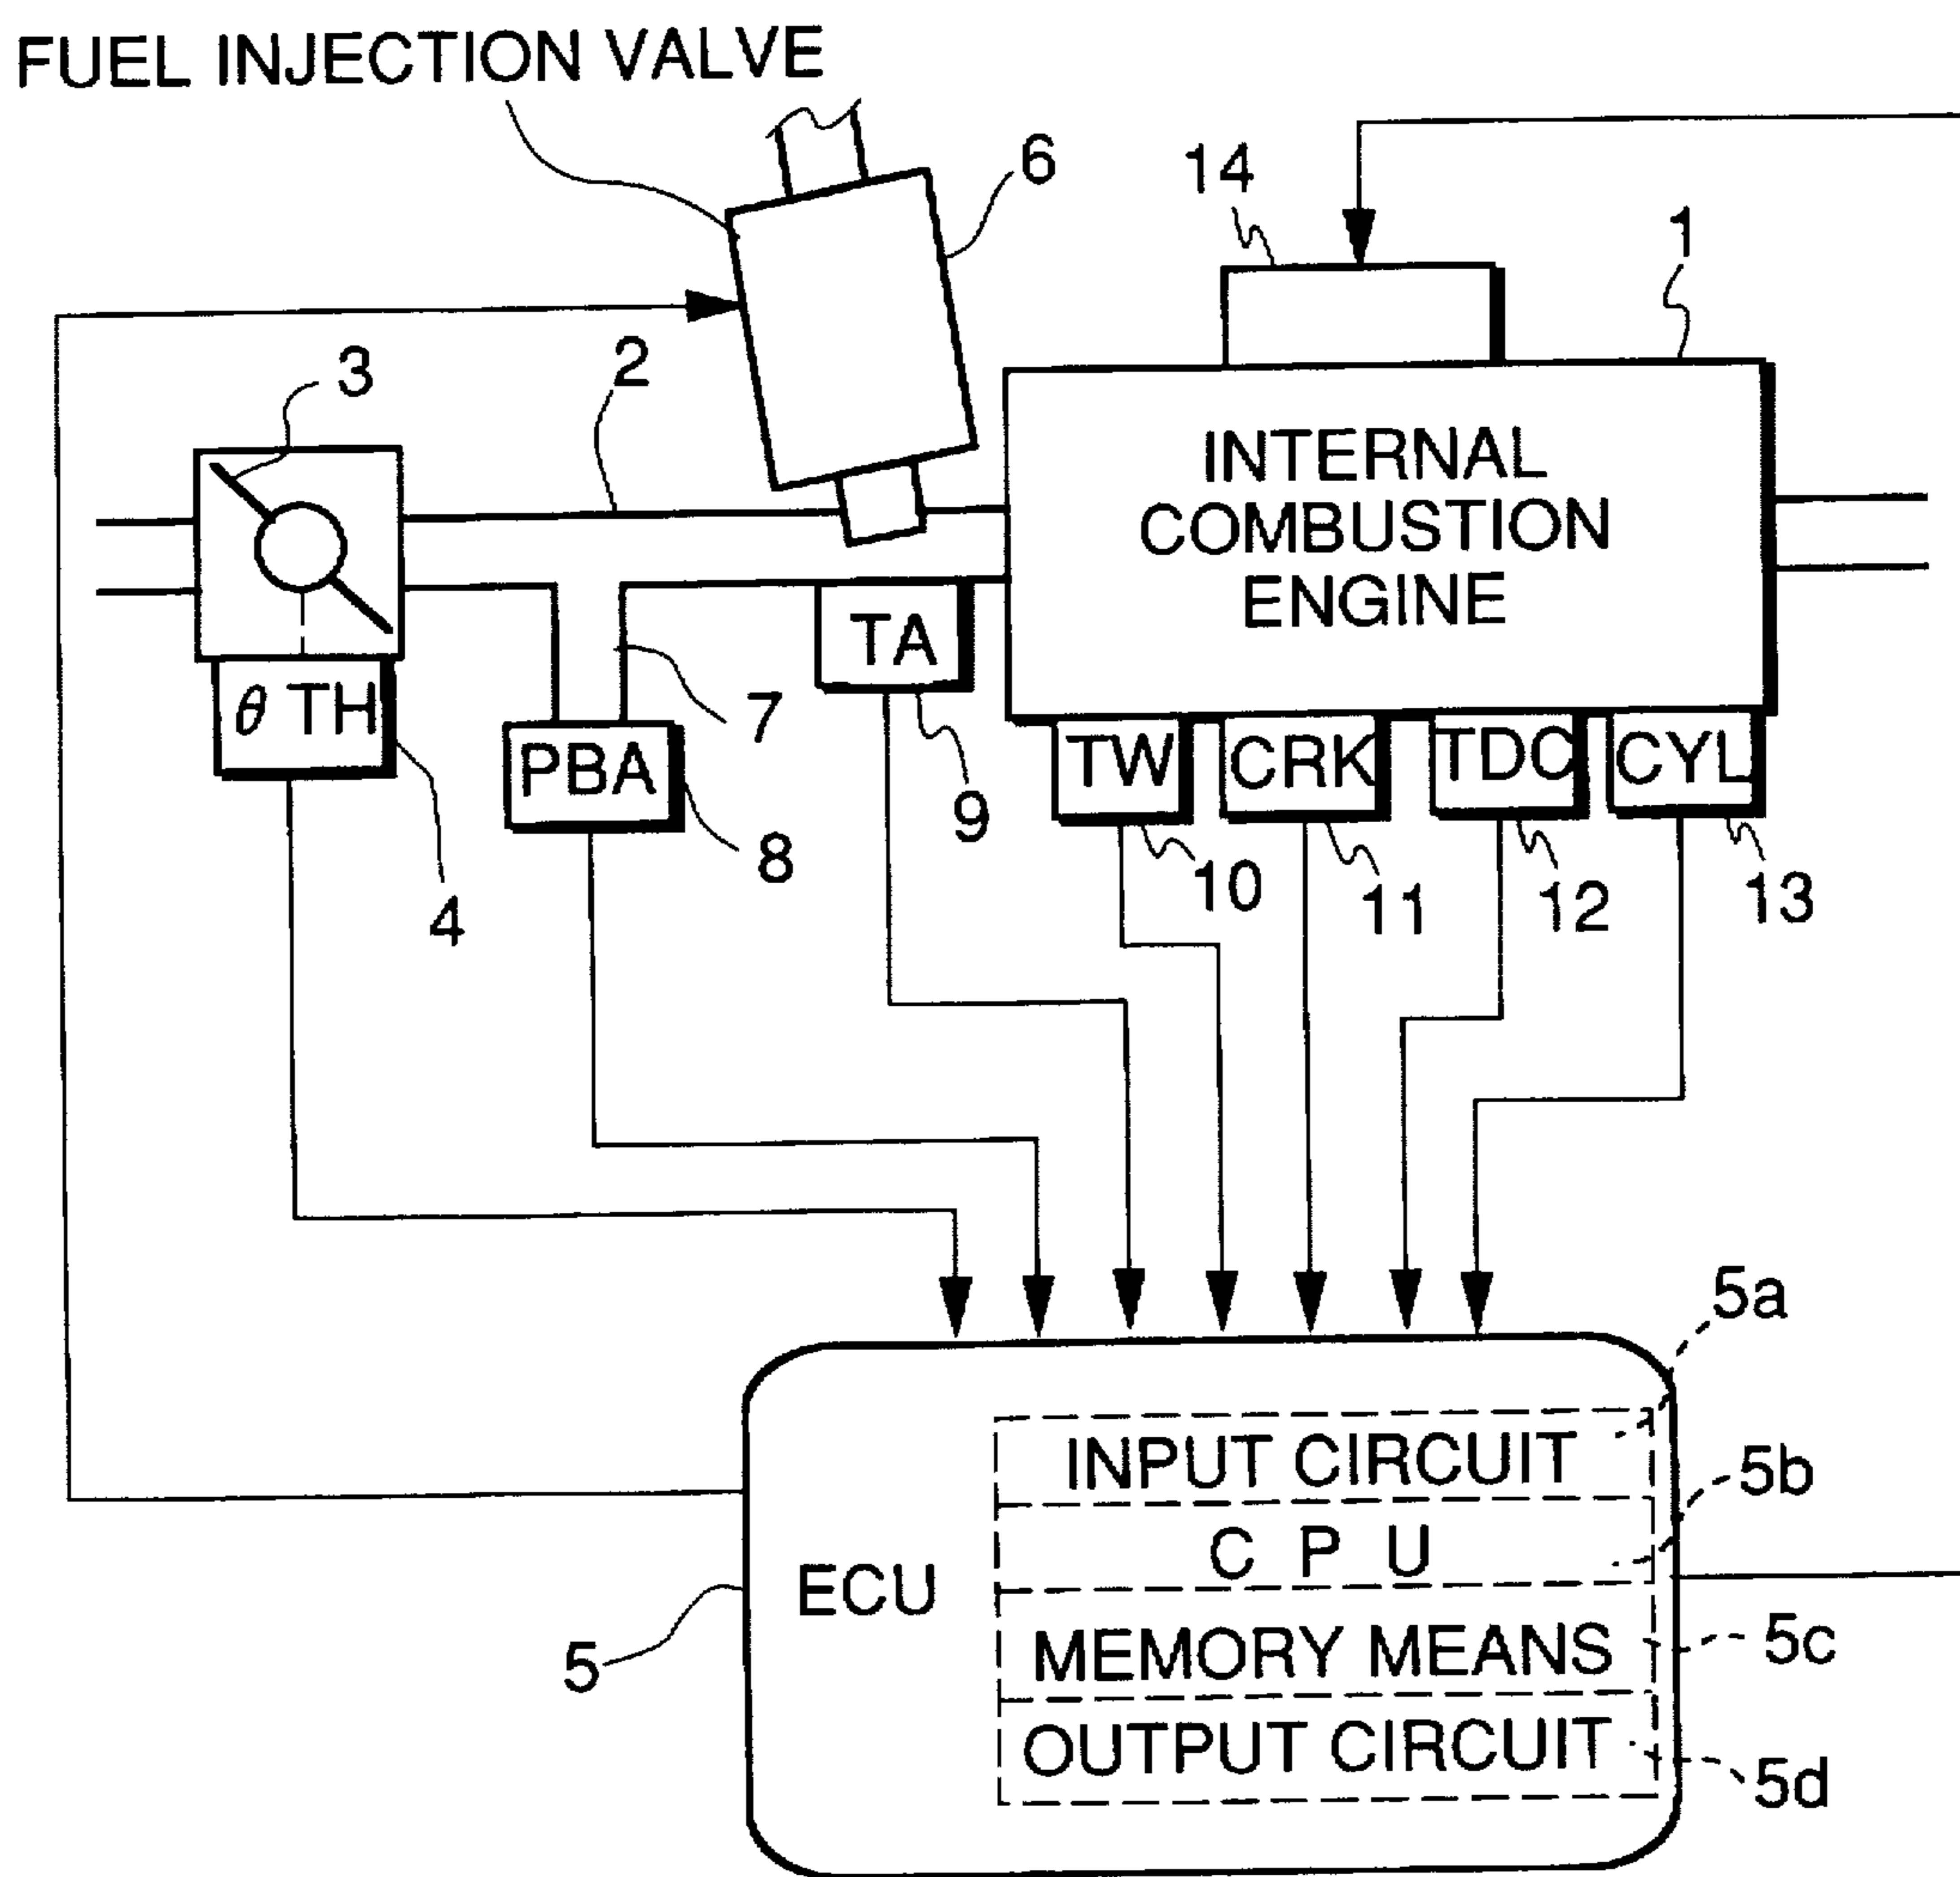 FUEL INJECTION VALVE
6
14
1
3
2
INTERNAL
COMBUSTION
ENGINE
θ TH
TA
7
PBA
TW
CRK
TDC
CYL
4
8
9
10
11
12
13
5a
INPUT CIRCUIT
5b
C P U
ECU
5
MEMORY MEANS
5c
OUTPUT CIRCUIT
5d